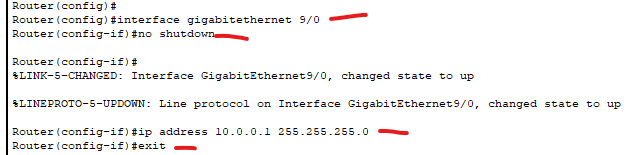 Router(config)#
Router(config)#interface gigabitethernet 9/0
Router(config-if)#no shutdown
Router(config-if)#
%LINK-5-CHANGED: Interface GigabitEthernet9/0, changed state to up
%LINEPROTO-5-UPDOWN: Line protocol on Interface GigabitEthernet9/0, changed state to up
Router(config-if)#ip address 10.0.0.1 255.255.255.0
Router(config-if)#exit